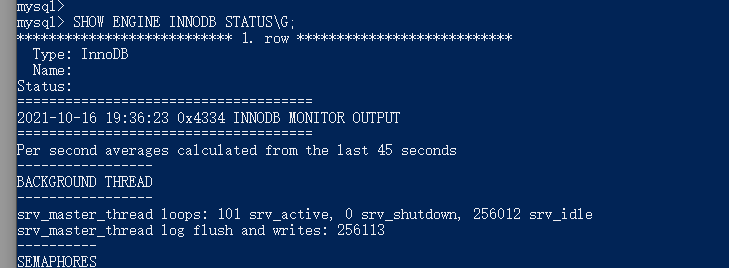 mysql>
mysql> SHOW ENGINE INNODB STATUS\G;
*************************** 1. row ***************************
  Type: InnoDB
  Name:
Status:
=====================================
2021-10-16 19:36:23 0x4334 INNODB MONITOR OUTPUT
=====================================
Per second averages calculated from the last 45 seconds
-----------------
BACKGROUND THREAD
-----------------
srv_master_thread loops: 101 srv_active, 0 srv_shutdown, 256012 srv_idle
srv_master_thread log flush and writes: 256113
----------
SEMAPHORES